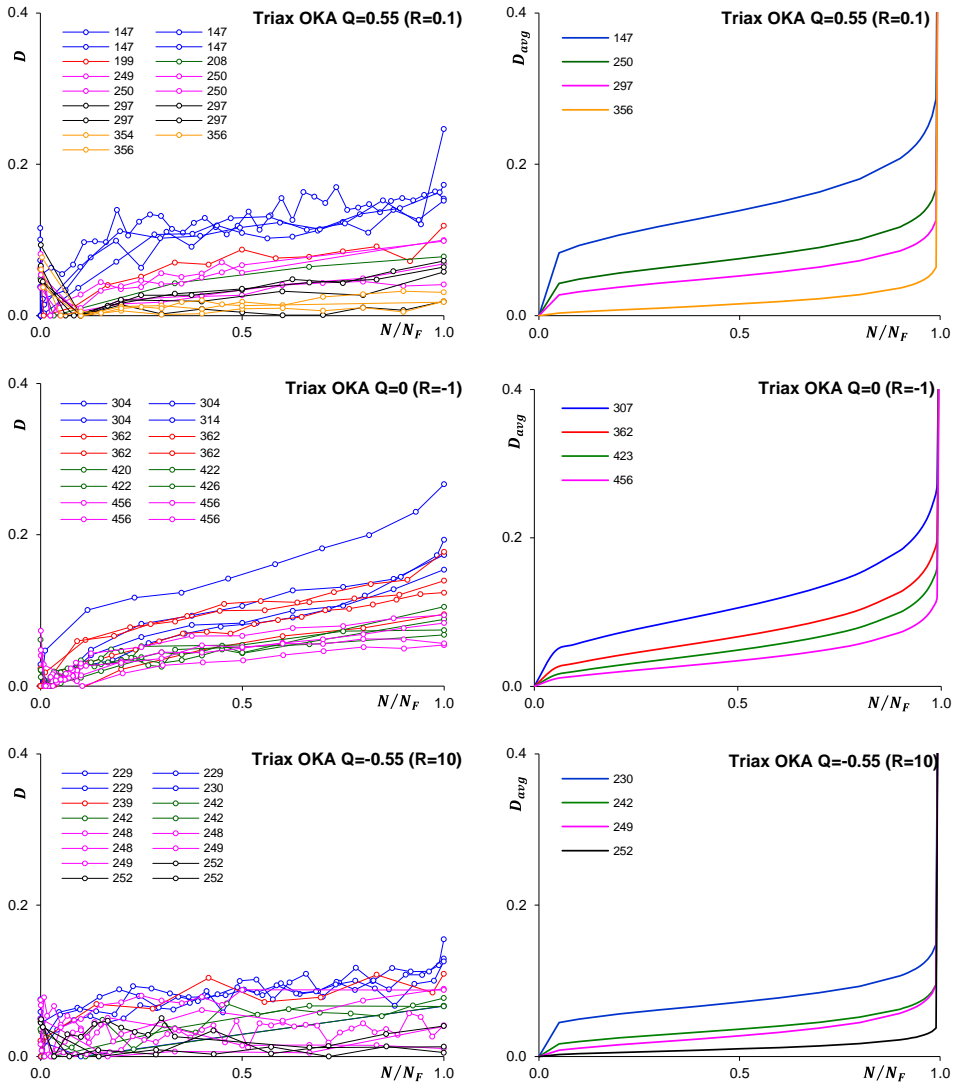 Triax OKA Q=0.55 (R=0.1)
0.4
D
147 147
147 147
199 208
249 250
250 250
297 297
297 297
354 356
356
0.2
0.0
0.0 0.5 1.0
N/N_F
Triax OKA Q=0.55 (R=0.1)
0.4
D_avg
147
250
297
356
0.2
0.0
0.0 0.5 1.0
N/N_F
Triax OKA Q=0 (R=-1)
0.4
D
304 304
304 314
362 362
362 362
420 422
422 426
456 456
456 456
0.2
0.0
0.0 0.5 1.0
N/N_F
Triax OKA Q=0 (R=-1)
0.4
D_avg
307
362
423
456
0.2
0.0
0.0 0.5 1.0
N/N_F
Triax OKA Q=-0.55 (R=10)
0.4
D
229 229
229 230
239 242
242 242
248 248
248 249
249 252
252 252
0.2
0.0
0.0 0.5 1.0
N/N_F
Triax OKA Q=-0.55 (R=10)
0.4
D_avg
230
242
249
252
0.2
0.0
0.0 0.5 1.0
N/N_F